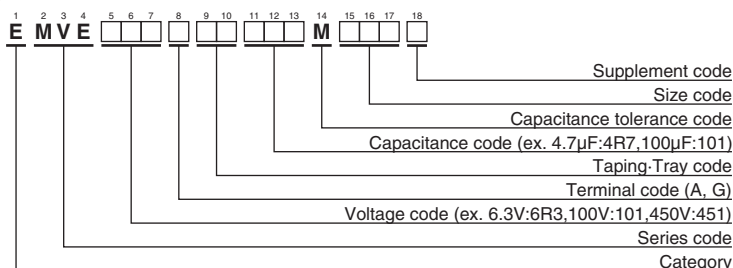 1 2 3 4 5 6 7 8 9 10 11 12 13 14 15 16 17 18
E M V E M
Supplement code
Size code
Capacitance tolerance code
Capacitance code (ex. 4.7μF:4R7,100μF:101)
Taping·Tray code
Terminal code (A, G)
Voltage code (ex. 6.3V:6R3,100V:101,450V:451)
Series code
Category